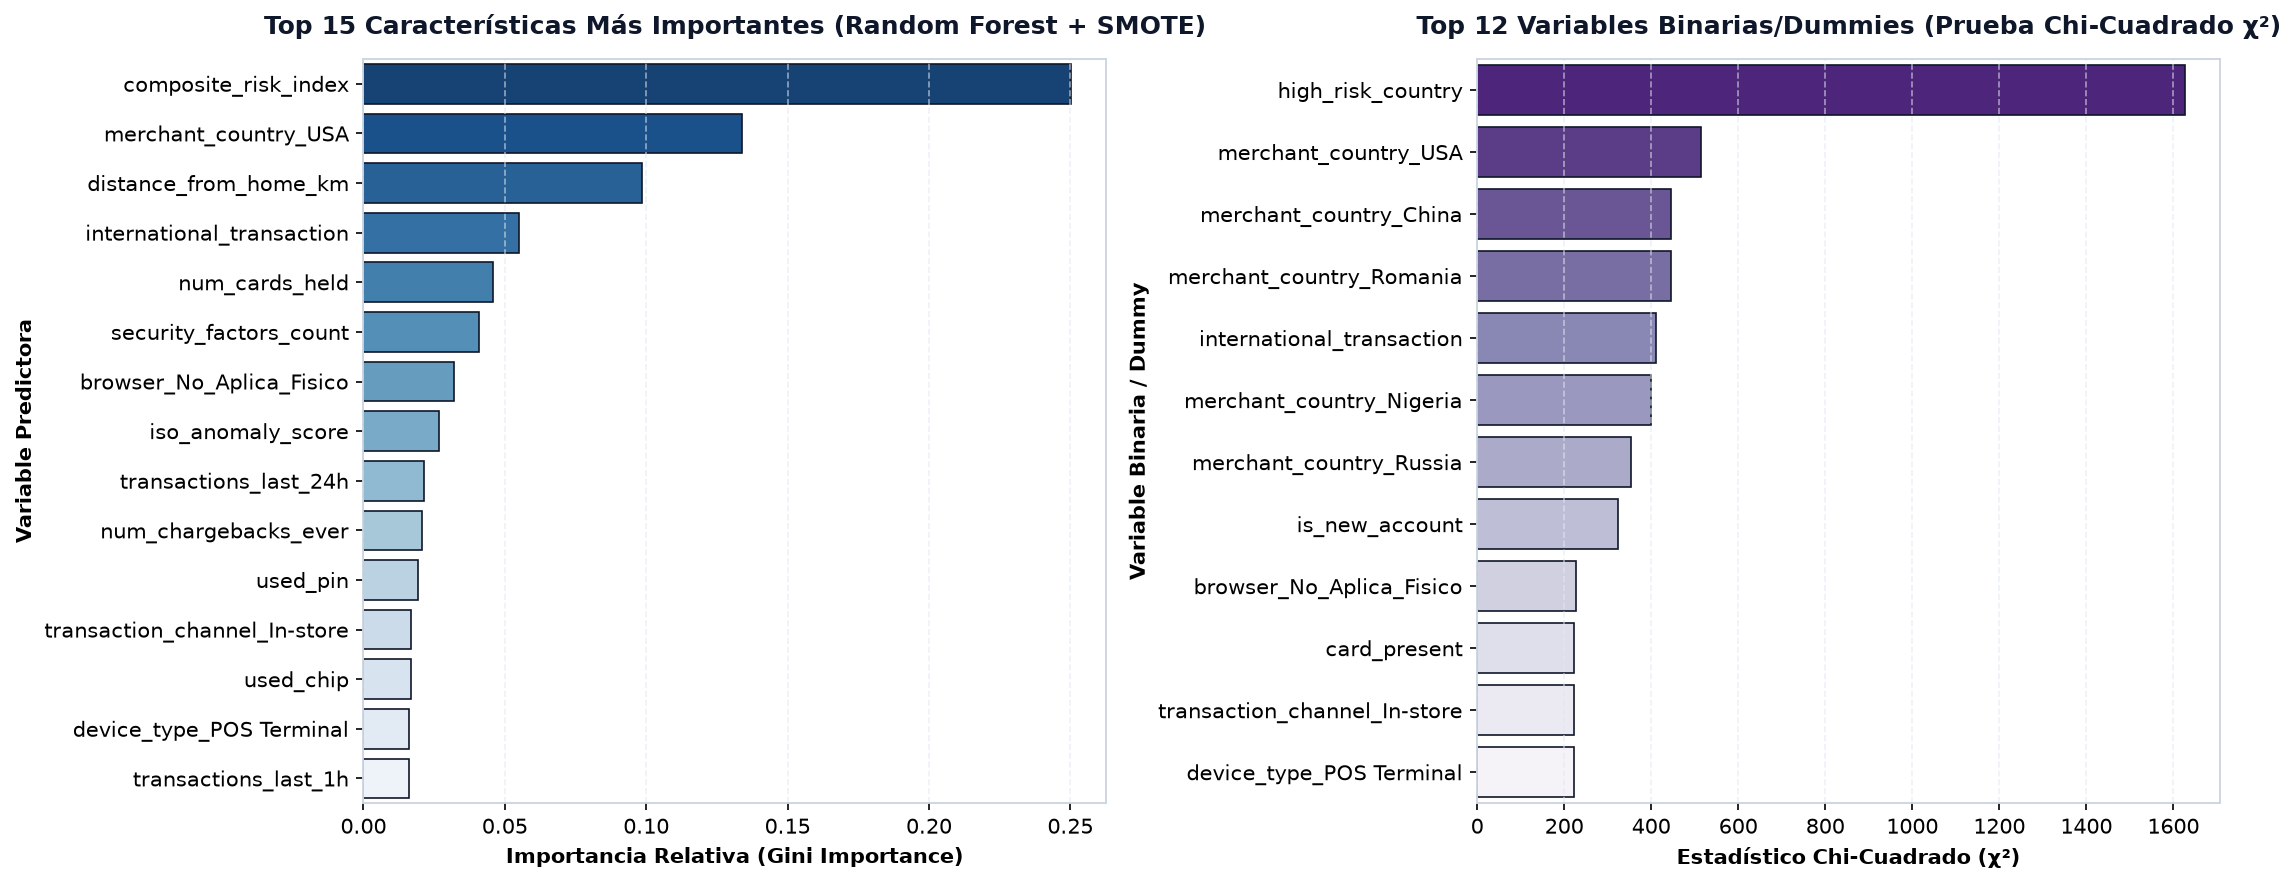 Top 15 Características Más Importantes (Random Forest + SMOTE)
Variable Predictora
composite_risk_index
merchant_country_USA
distance_from_home_km
international_transaction
num_cards_held
security_factors_count
browser_No_Aplica_Fisico
iso_anomaly_score
transactions_last_24h
num_chargebacks_ever
used_pin
transaction_channel_In-store
used_chip
device_type_POS Terminal
transactions_last_1h
0.00 0.05 0.10 0.15 0.20 0.25
Importancia Relativa (Gini Importance)
Top 12 Variables Binarias/Dummies (Prueba Chi-Cuadrado χ²)
Variable Binaria / Dummy
high_risk_country
merchant_country_USA
merchant_country_China
merchant_country_Romania
international_transaction
merchant_country_Nigeria
merchant_country_Russia
is_new_account
browser_No_Aplica_Fisico
card_present
transaction_channel_In-store
device_type_POS Terminal
0 200 400 600 800 1000 1200 1400 1600
Estadístico Chi-Cuadrado (χ²)